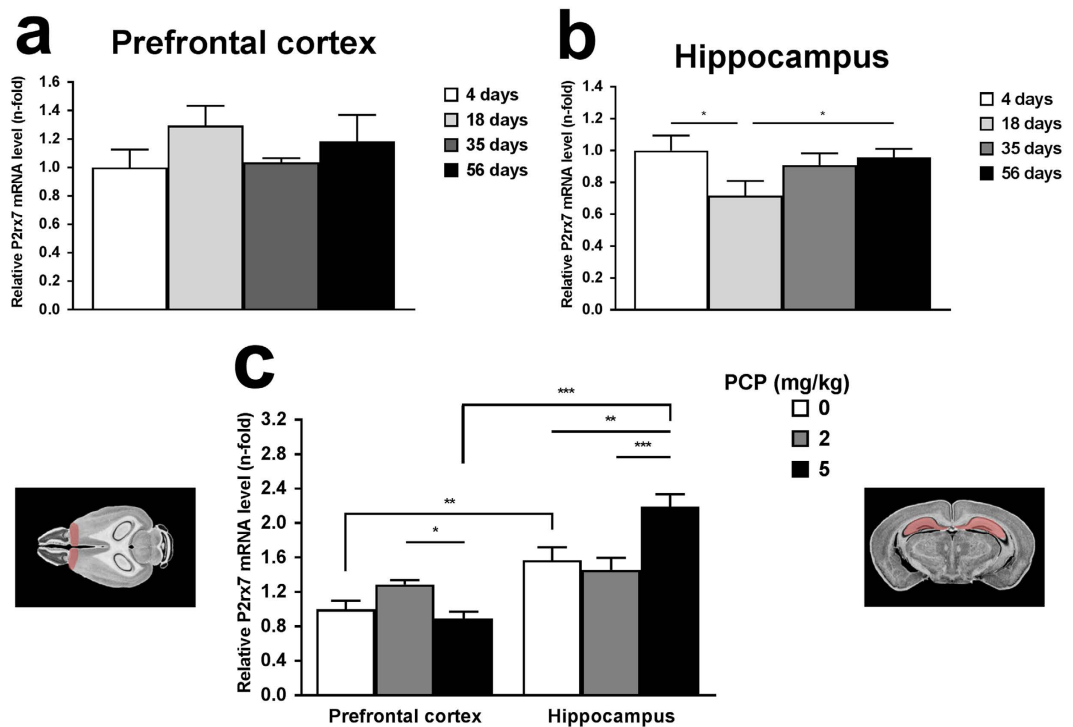 a
Prefrontal cortex
Relative P2rx7 mRNA level (n-fold)
1.6
1.4
1.2
1.0
0.8
0.6
0.4
0.2
0.0
4 days
18 days
35 days
56 days
b
Hippocampus
Relative P2rx7 mRNA level (n-fold)
1.4
1.2
1.0
0.8
0.6
0.4
0.2
0.0
*
*
4 days
18 days
35 days
56 days
c
Relative P2rx7 mRNA level (n-fold)
3.2
2.8
2.4
2.0
1.6
1.2
0.8
0.4
0.0
***
**
***
**
*
Prefrontal cortex
Hippocampus
PCP (mg/kg)
0
2
5